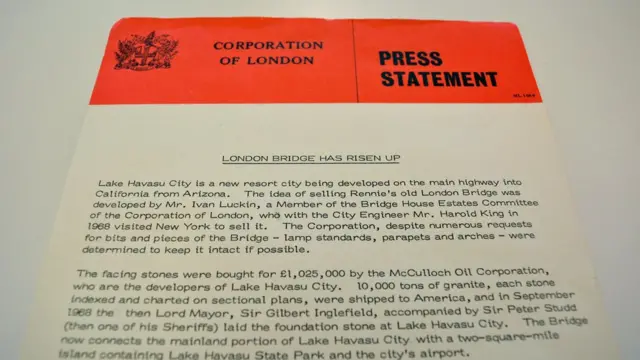 CORPORATION
OF LONDON
PRESS
STATEMENT
LONDON BRIDGE HAS RISEN UP
Lake Havasu City is a new resort city being developed on the main highway into
California from Arizona. The idea of selling Rennie's old London Bridge was
developed by Mr. Ivan Luckin, a Member of the Bridge House Estates Committee
of the Corporation of London, who with the City Engineer Mr. Harold King in
1968 visited New York to sell it. The Corporation, despite numerous requests
for bits and pieces of the Bridge - lamp standards, parapets and arches - were
determined to keep it intact if possible.
The facing stones were bought for £1,025,000 by the McCulloch Oil Corporation,
who are the developers of Lake Havasu City. 10,000 tons of granite, each stone
indexed and charted on sectional plans, were shipped to America, and in September
1968 the then Lord Mayor, Sir Gilbert Inglefield, accompanied by Sir Peter Studd
(then one of his Sheriffs) laid the foundation stone at Lake Havasu City. The Bridge
now connects the mainland portion of Lake Havasu City with a two-square-mile
island containing Lake Havasu State Park and the city's airport.